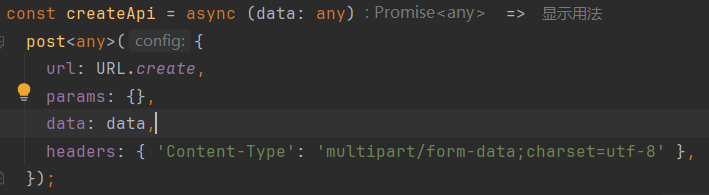 const createApi = async (data: any) : Promise<any> => 显示用法
post<any>( config: {
url: URL.create,
params: {},
data: data,
headers: { 'Content-Type': 'multipart/form-data;charset=utf-8' },
});